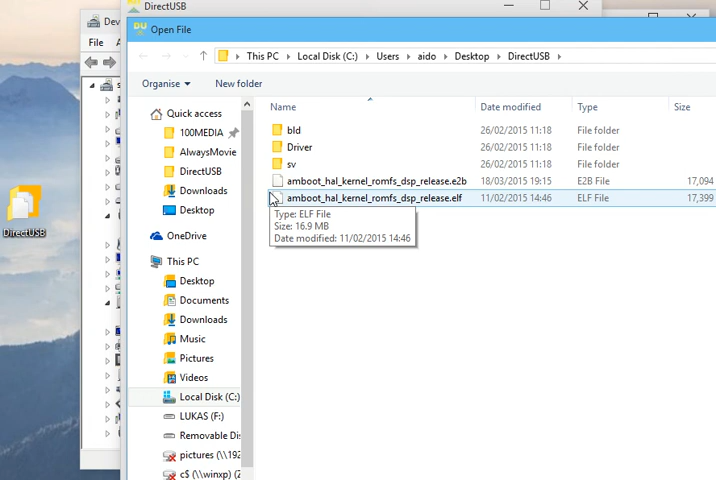 DirectUSB
Open File
File
This PC > Local Disk (C:) > Users > aido > Desktop > DirectUSB >
Organise New folder
Name Date modified Type Size
bld 26/02/2015 11:18 File folder
Driver 26/02/2015 11:18 File folder
sv 26/02/2015 11:18 File folder
amboot_hal_kernel_romfs_dsp_release.e2b 18/03/2015 19:15 E2B File 17,094
amboot_hal_kernel_romfs_dsp_release.elf 11/02/2015 14:46 ELF File 17,399
Type: ELF File
Size: 16.9 MB
Date modified: 11/02/2015 14:46
Quick access
100MEDIA
AlwaysMovie
DirectUSB
Downloads
Desktop
OneDrive
This PC
Desktop
Documents
Downloads
Music
Pictures
Videos
Local Disk (C:)
LUKAS (F:)
Removable Dis
pictures (\\192
c$ (\\winxp) (Z
DirectUSB